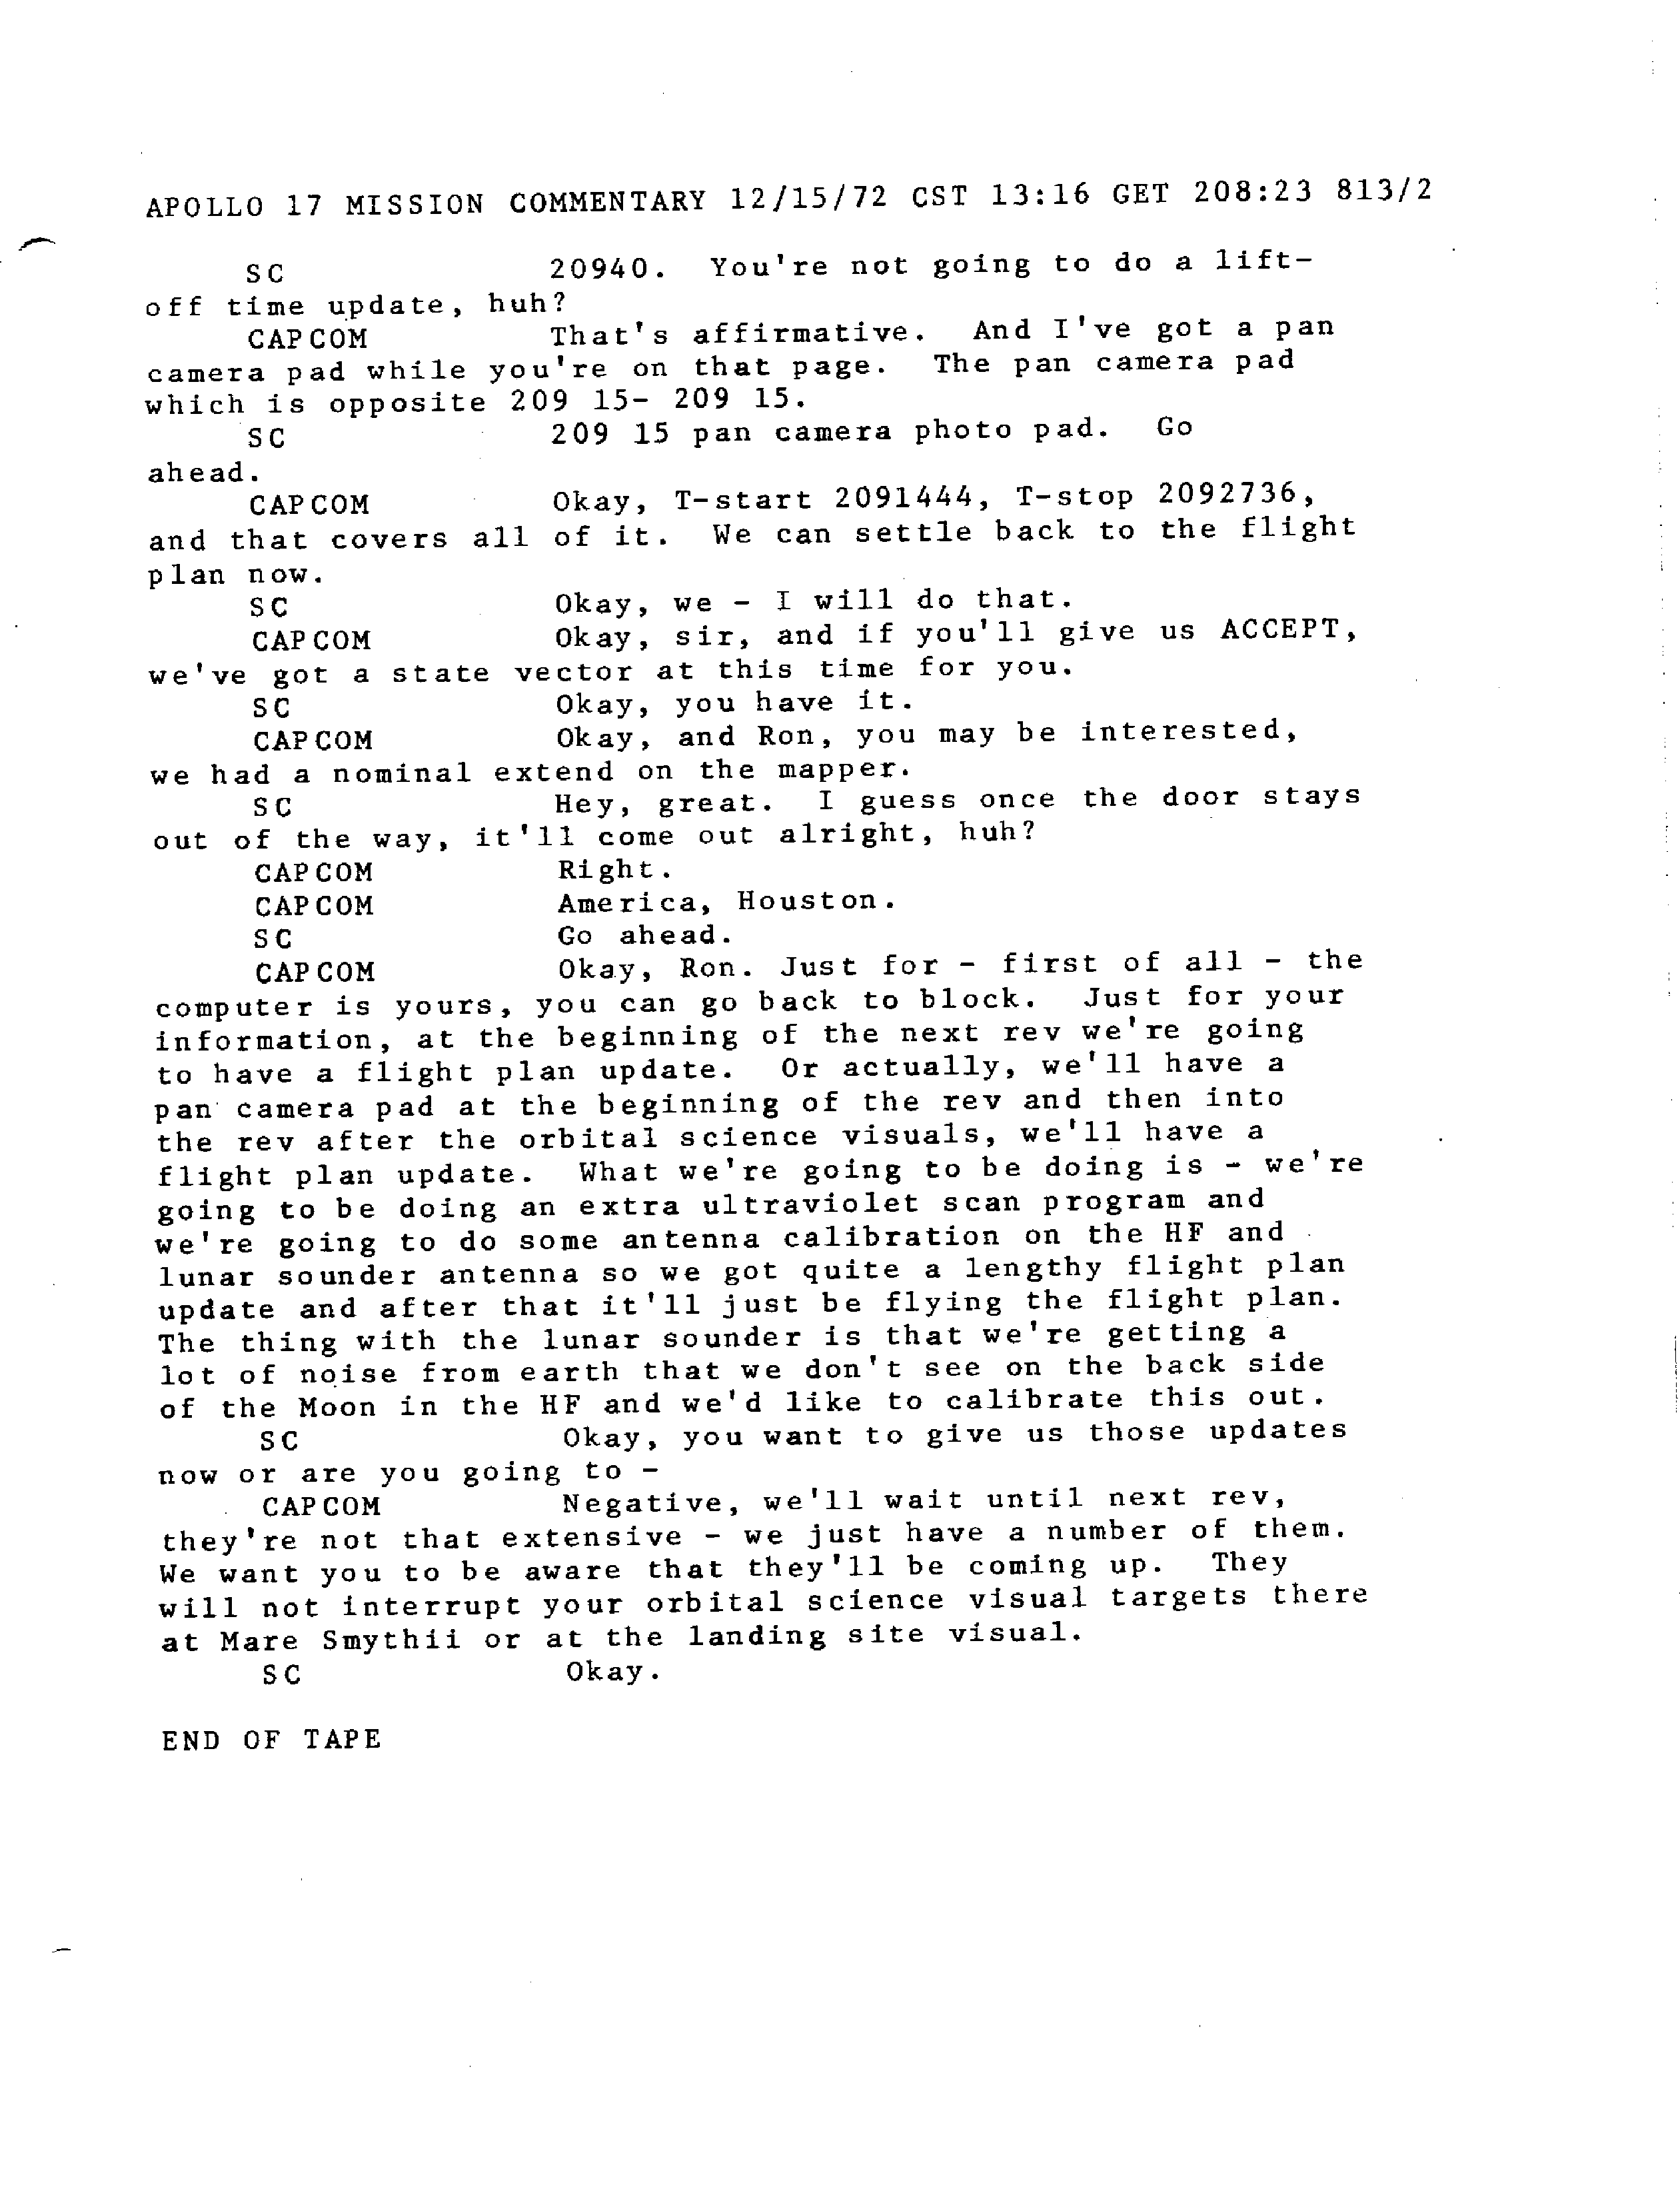 APOLLO 17 MISSION COMMENTARY 12/15/72 CST 13:16 GET 208:23 813/2
SC 20940. You're not going to do a lift-
off time update, huh?
CAPCOM That's affirmative. And I've got a pan
camera pad while you're on that page. The pan camera pad
which is opposite 209 15- 209 15.
SC 209 15 pan camera photo pad. Go
ahead.
CAPCOM Okay, T-start 2091444, T-stop 2092736,
and that covers all of it. We can settle back to the flight
plan now.
SC Okay, we - I will do that.
CAPCOM Okay, sir, and if you'll give us ACCEPT,
we've got a state vector at this time for you.
SC Okay, you have it.
CAPCOM Okay, and Ron, you may be interested,
we had a nominal extend on the mapper.
SC Hey, great. I guess once the door stays
out of the way, it'll come out alright, huh?
CAPCOM Right.
CAPCOM America, Houston.
SC Go ahead.
CAPCOM Okay, Ron. Just for - first of all - the
computer is yours, you can go back to block. Just for your
information, at the beginning of the next rev we're going
to have a flight plan update. Or actually, we'll have a
pan camera pad at the beginning of the rev and then into
the rev after the orbital science visuals, we'll have a
flight plan update. What we're going to be doing is - we're
going to be doing an extra ultraviolet scan program and
we're going to do some antenna calibration on the HF and
lunar sounder antenna so we got quite a lengthy flight plan
update and after that it'll just be flying the flight plan.
The thing with the lunar sounder is that we're getting a
lot of noise from earth that we don't see on the back side
of the Moon in the HF and we'd like to calibrate this out.
SC Okay, you want to give us those updates
now or are you going to -
CAPCOM Negative, we'll wait until next rev,
they're not that extensive - we just have a number of them.
We want you to be aware that they'll be coming up. They
will not interrupt your orbital science visual targets there
at Mare Smythii or at the landing site visual.
SC Okay.
END OF TAPE